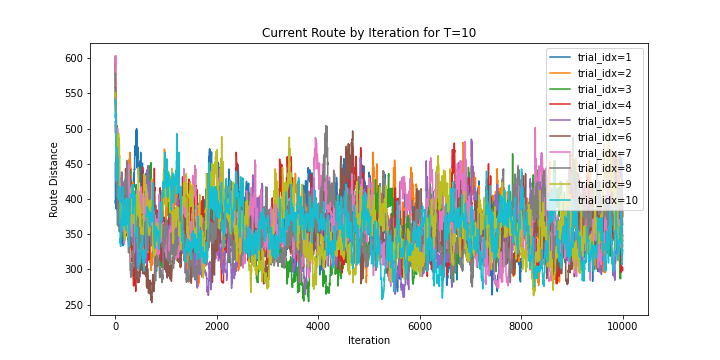 Current Route by Iteration for T=10
Route Distance
600
550
500
450
400
350
300
250
0
2000
4000
6000
8000
10000
Iteration
trial_idx=1
trial_idx=2
trial_idx=3
trial_idx=4
trial_idx=5
trial_idx=6
trial_idx=7
trial_idx=8
trial_idx=9
trial_idx=10